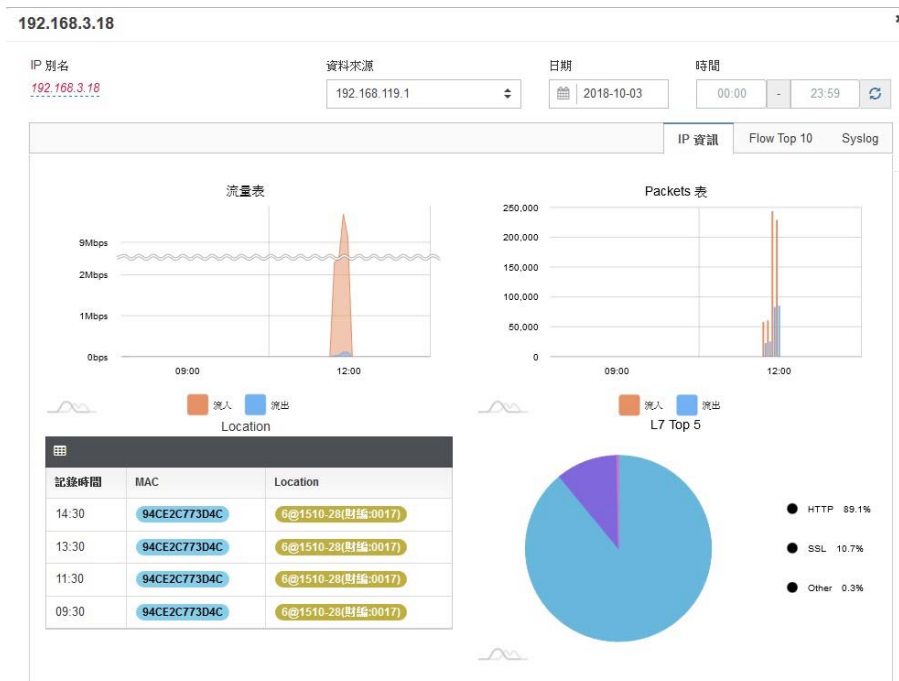 192.168.3.18
IP 別名 資料來源 日期 時間
192.168.3.18 192.168.119.1 2018-10-03 00:00 - 23:59
IP 資訊 Flow Top 10 Syslog
流量表
9Mbps
2Mbps
1Mbps
0bps
09:00 12:00
流入 流出
Packets 表
250,000
200,000
150,000
100,000
50,000
0
09:00 12:00
流入 流出
Location
記錄時間 MAC Location
14:30 94CE2C773D4C 6@1510-28(財編:0017)
13:30 94CE2C773D4C 6@1510-28(財編:0017)
11:30 94CE2C773D4C 6@1510-28(財編:0017)
09:30 94CE2C773D4C 6@1510-28(財編:0017)
L7 Top 5
HTTP 89.1%
SSL 10.7%
Other 0.3%